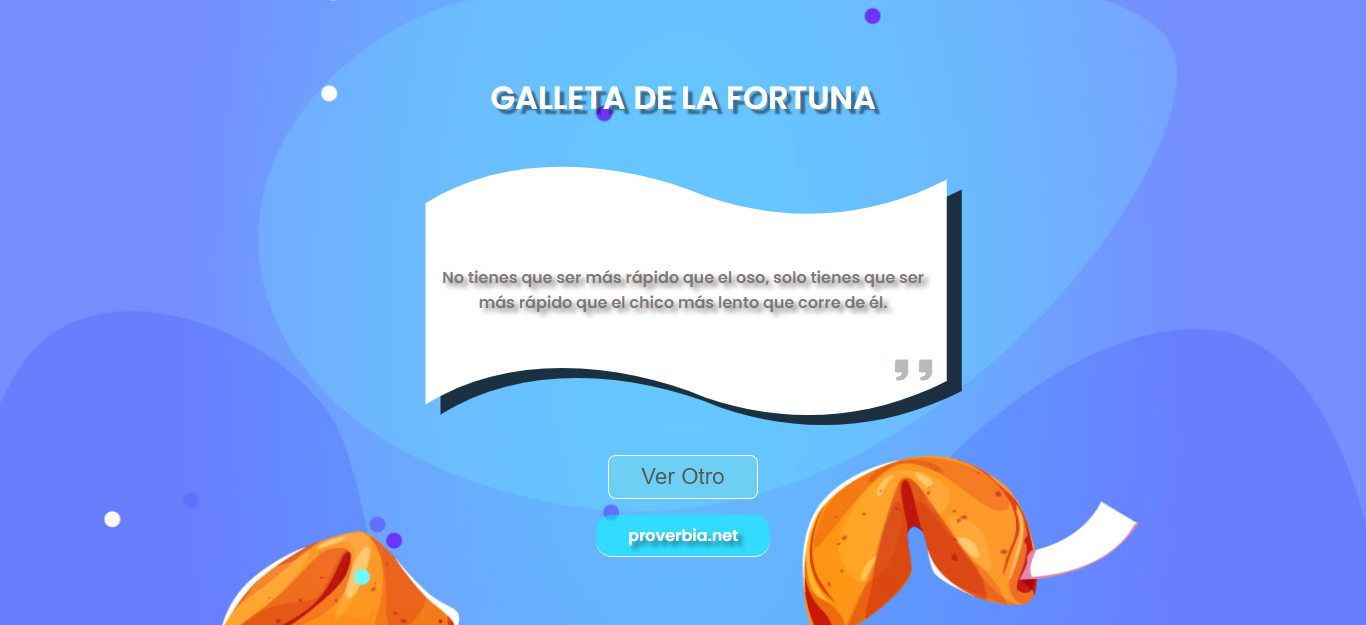 GALLETA DE LA FORTUNA
No tienes que ser más rápido que el oso, solo tienes que ser
más rápido que el chico más lento que corre de él.
Ver Otro
proverbia.net